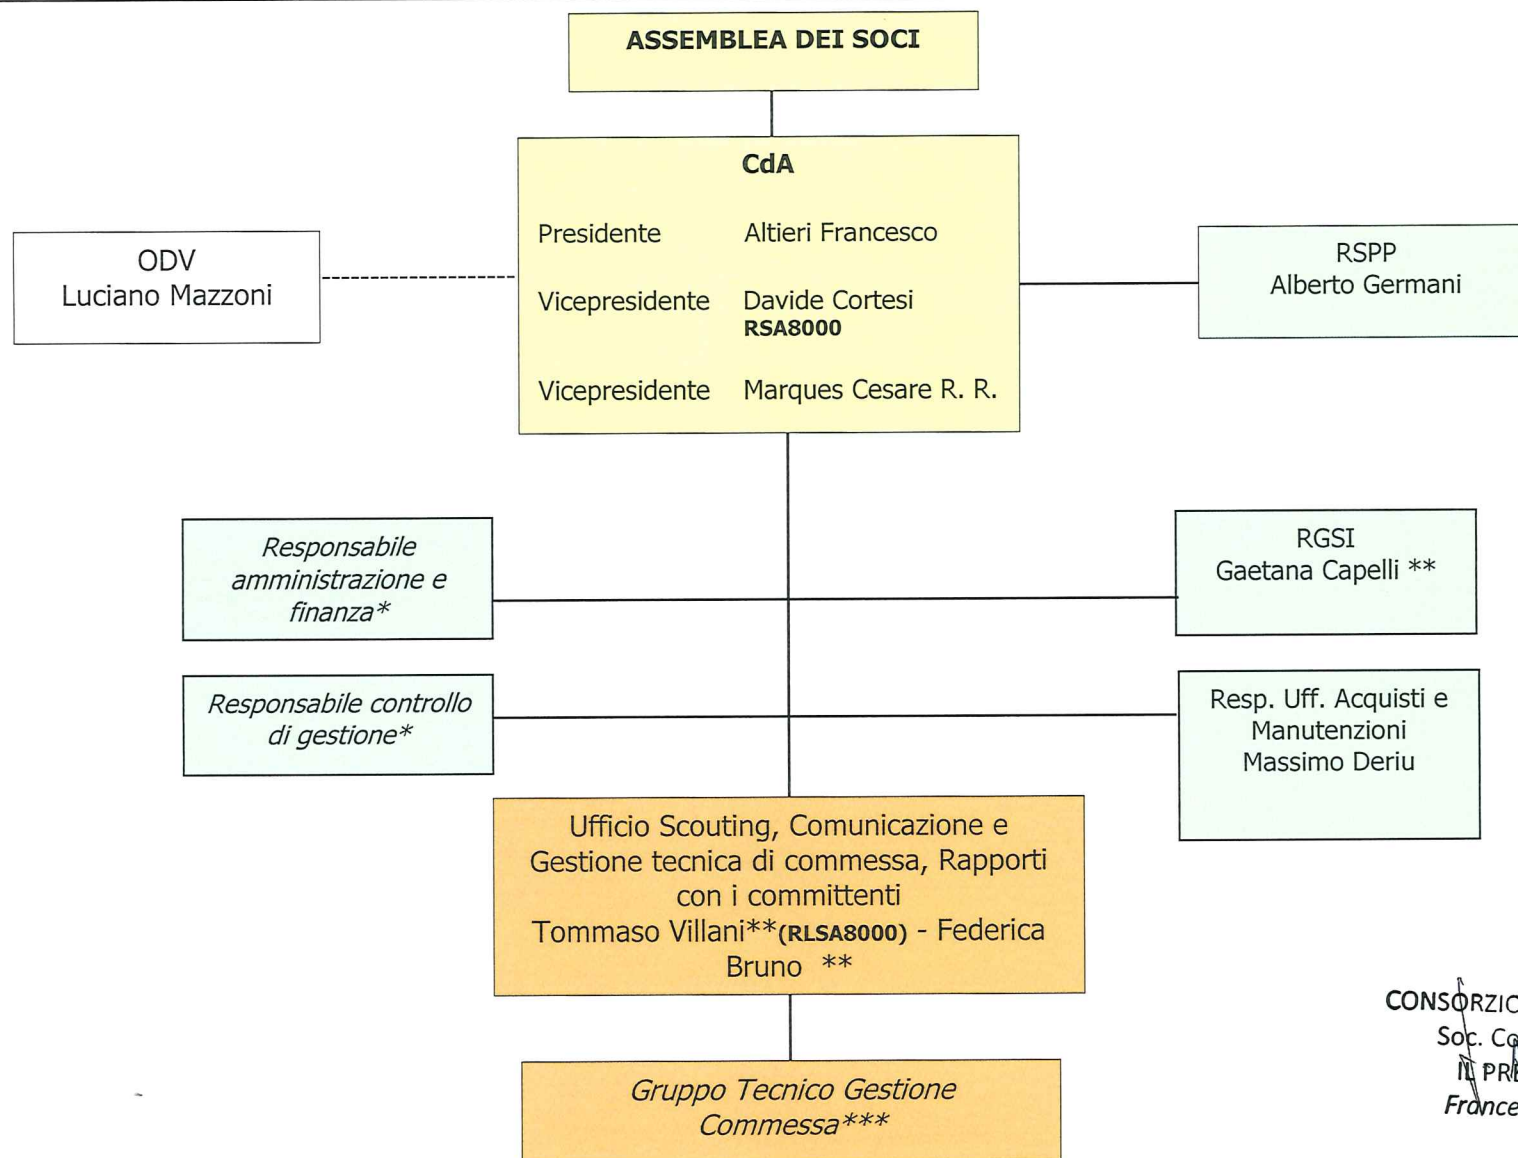 ASSEMBLEA DEI SOCI
CdA
Presidente Altieri Francesco
Vicepresidente Davide Cortesi
RSA8000
Vicepresidente Marques Cesare R. R.
ODV
Luciano Mazzoni
RSPP
Alberto Germani
Responsabile
amministrazione e
finanza*
RGSI
Gaetana Capelli **
Responsabile controllo
di gestione*
Resp. Uff. Acquisti e
Manutenzioni
Massimo Deriu
Ufficio Scouting, Comunicazione e
Gestione tecnica di commessa, Rapporti
con i committenti
Tommaso Villani**(RLSA8000) - Federica
Bruno **
Gruppo Tecnico Gestione
Commessa***
Soc.
IL